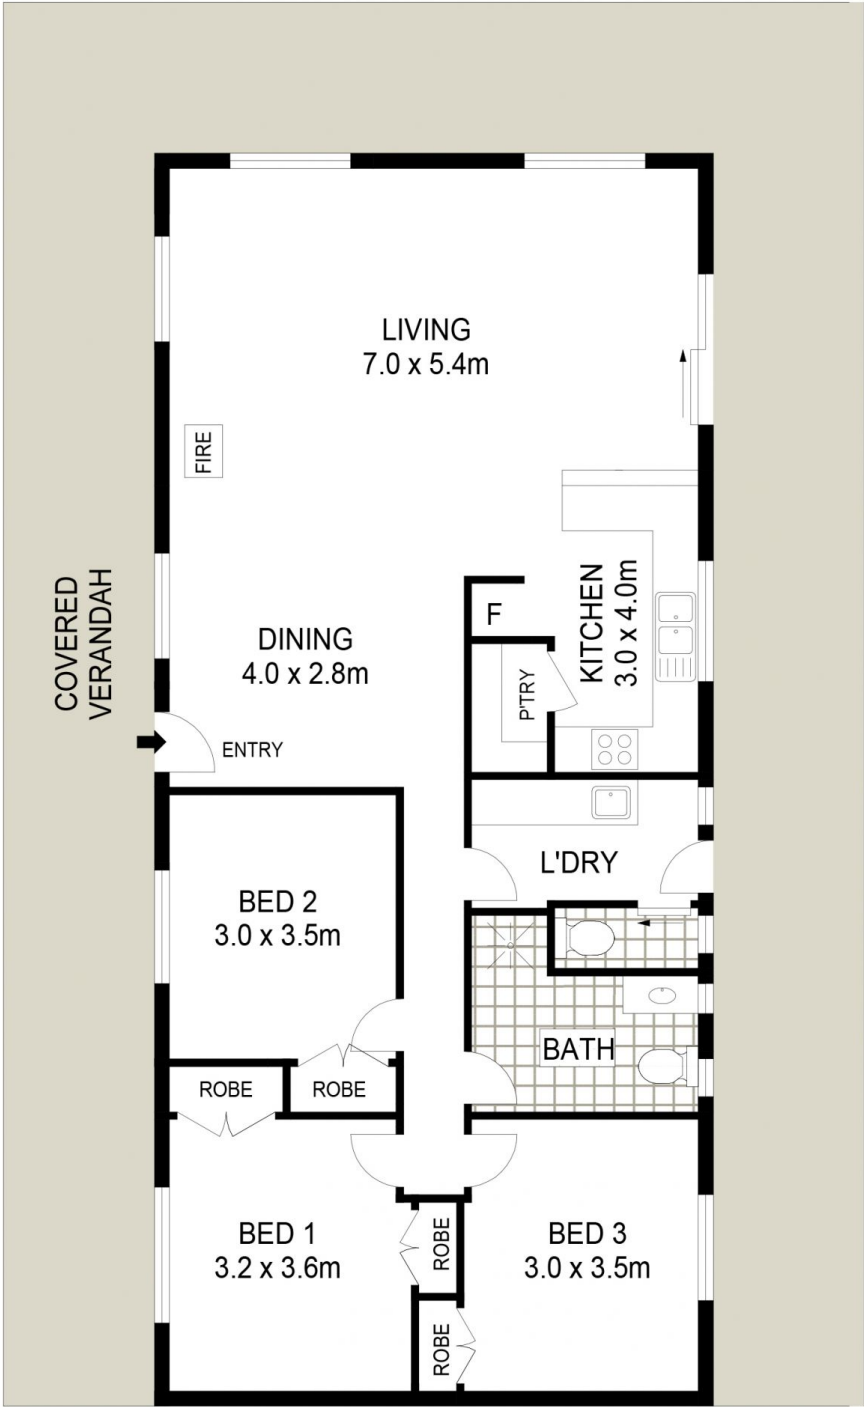 LIVING
7.0 x 5.4m
FIRE
COVERED
VERANDAH
DINING
4.0 x 2.8m
F
KITCHEN
3.0 x 4.0m
P'TRY
ENTRY
L'DRY
BED 2
3.0 x 3.5m
BATH
ROBE
ROBE
BED 1
3.2 x 3.6m
ROBE
BED 3
3.0 x 3.5m
ROBE